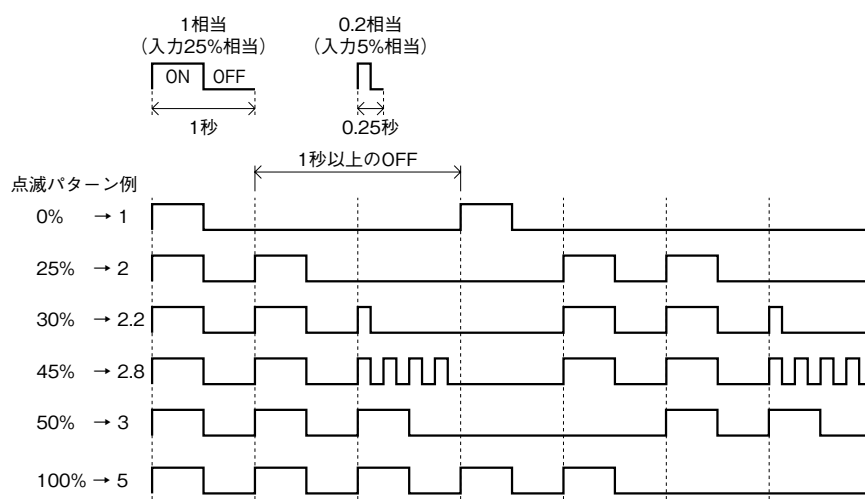 1相当
（入力25%相当）
ON OFF
1秒
0.2相当
（入力5%相当）
0.25秒
1秒以上のOFF
点滅パターン例
0% → 1
25% → 2
30% → 2.2
45% → 2.8
50% → 3
100% → 5